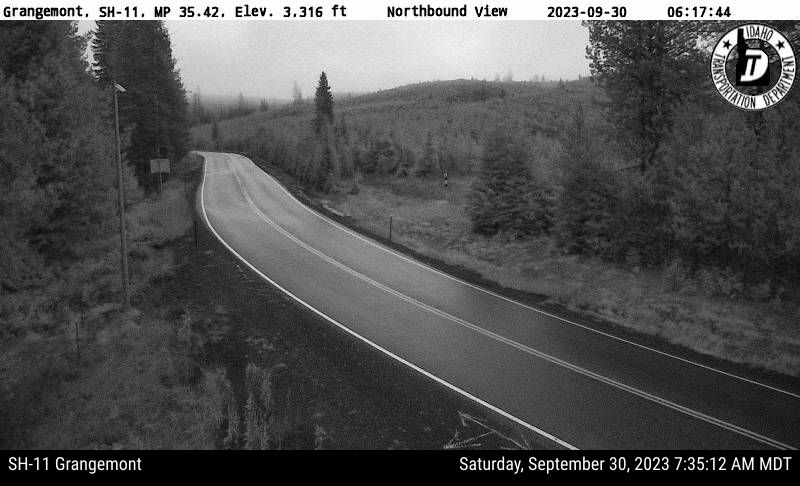 Grangemont, SH-11, MP 35.42, Elev. 3,316 ft Northbound View 2023-09-30 06:17:44
IDAHO
TRANSPORTATION DEPARTMENT
SH-11 Grangemont Saturday, September 30, 2023 7:35:12 AM MDT